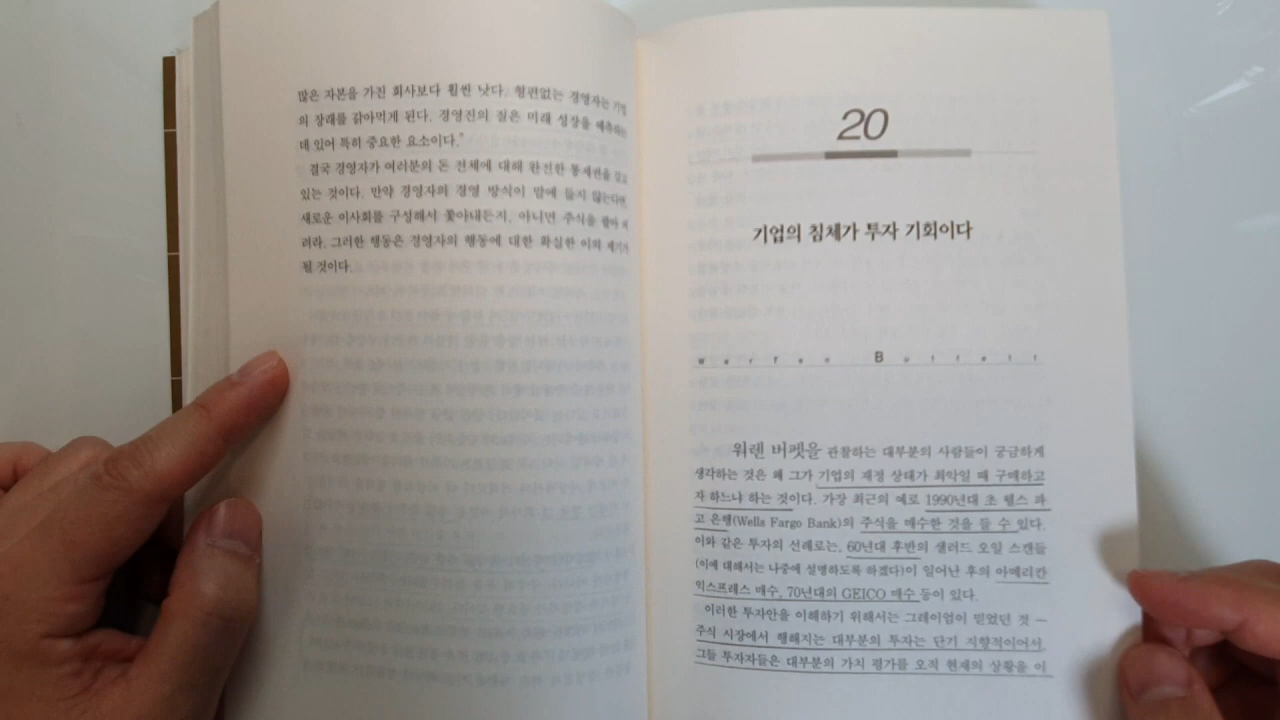 많은 자본을 가진 회사보다 훨씬 낫다. 형편없는 경영자는 기업
의 장래를 갉아먹게 된다. 경영진의 질은 미래 성장을 예측하는
데 있어 특히 중요한 요소이다."
결국 경영자가 여러분의 돈 전체에 대해 완전한 통제권을 갖고
있는 것이다. 만약 경영자의 경영 방식이 맘에 들지 않는다면,
새로운 이사회를 구성해서 쫓아내든지, 아니면 주식을 팔아 버
려라. 그러한 행동은 경영자의 행동에 대한 확실한 이의 제기가
될 것이다.
20
기업의 침체가 투자 기회이다
Warren Buffett
워렌 버펫을 관찰하는 대부분의 사람들이 궁금하게
생각하는 것은 왜 그가 기업의 재정 상태가 최악일 때 구매하고
자 하느냐 하는 것이다. 가장 최근의 예로 1990년대 초 웰스 파
고 은행(Wells Fargo Bank)의 주식을 매수한 것을 들 수 있다.
이와 같은 투자의 선례로는, 60년대 후반의 샐러드 오일 스캔들
(이에 대해서는 나중에 설명하도록 하겠다)이 일어난 후의 아메리칸
익스프레스 매수, 70년대의 GEICO 매수 등이 있다.
이러한 투자안을 이해하기 위해서는 그레이엄이 믿었던 것 —
주식 시장에서 행해지는 대부분의 투자는 단기 지향적이어서
그들 투자자들은 대부분의 가치 평가를 오직 현재의 상황을 이